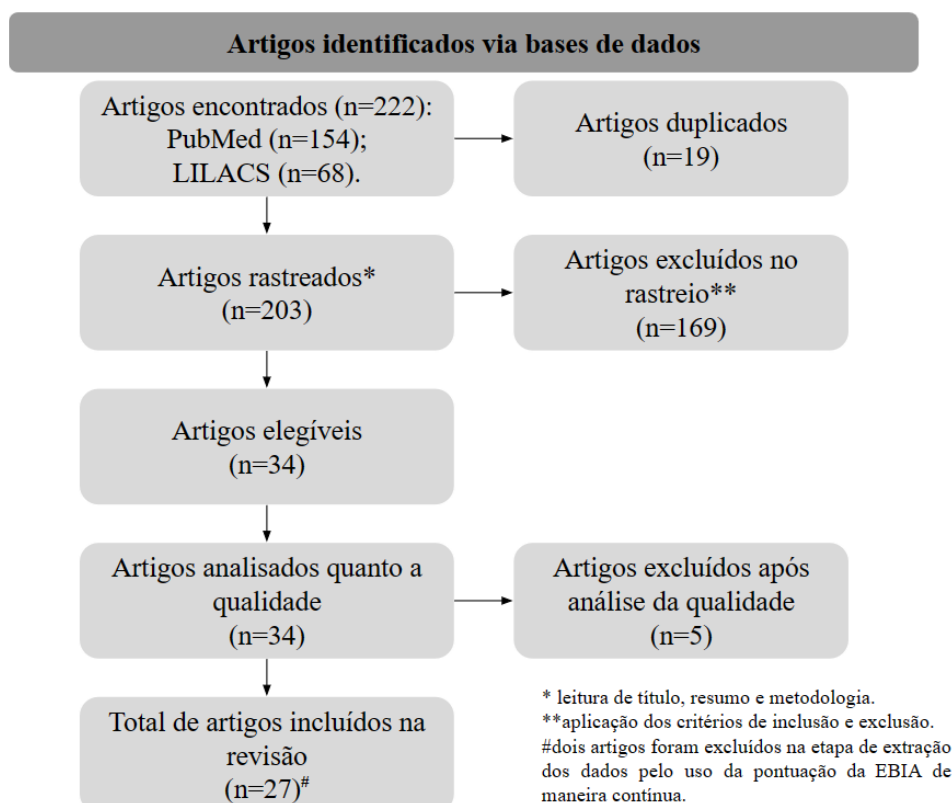 Artigos identificados via bases de dados
Artigos encontrados (n=222):
PubMed (n=154);
LILACS (n=68).
Artigos duplicados
(n=19)
Artigos rastreados*
(n=203)
Artigos excluídos no
rastreio**
(n=169)
Artigos elegíveis
(n=34)
Artigos analisados quanto a
qualidade
(n=34)
Artigos excluídos após
análise da qualidade
(n=5)
Total de artigos incluídos na
revisão
(n=27)#
* leitura de título, resumo e metodologia.
**aplicação dos critérios de inclusão e exclusão.
#dois artigos foram excluídos na etapa de extração
dos dados pelo uso da pontuação da EBIA de
maneira contínua.